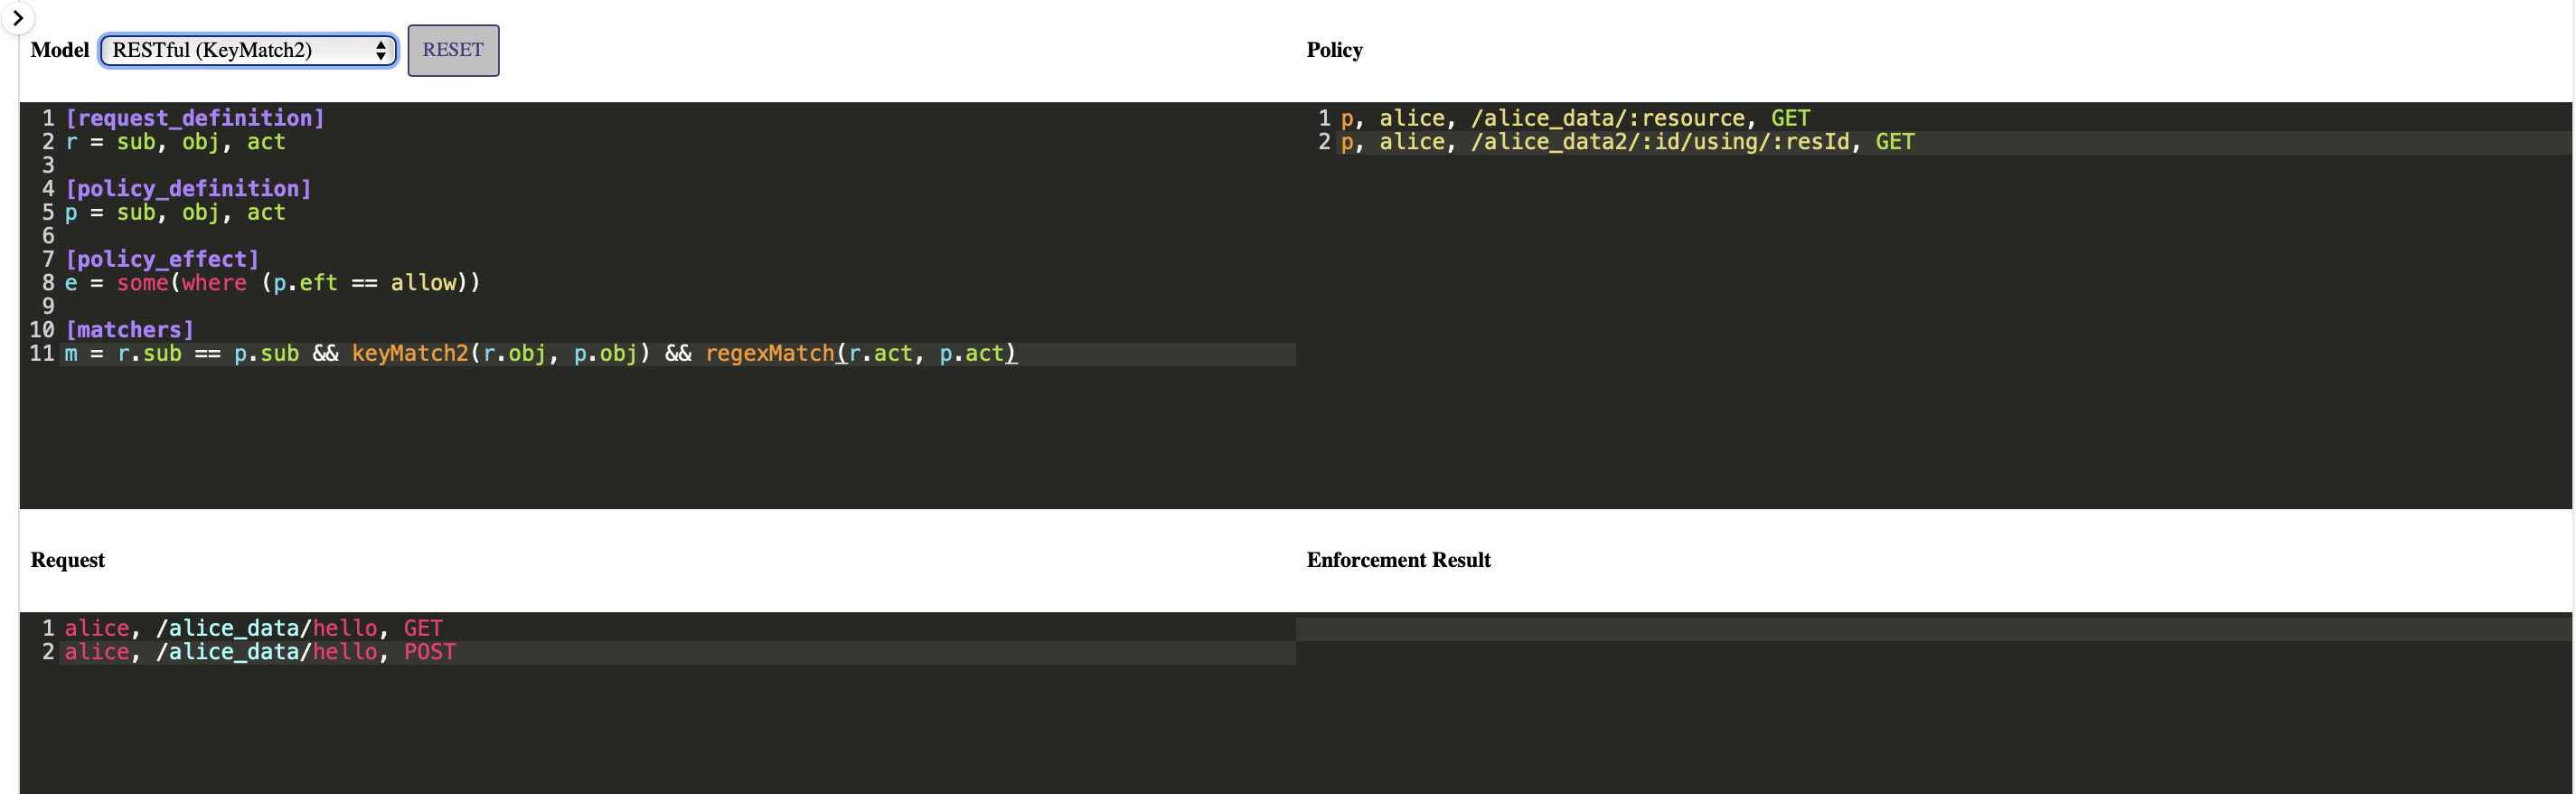 Model RESTful (KeyMatch2) RESET
Policy
1 [request_definition]
2 r = sub, obj, act
3
4 [policy_definition]
5 p = sub, obj, act
6
7 [policy_effect]
8 e = some(where (p.eft == allow))
9
10 [matchers]
11 m = r.sub == p.sub && keyMatch2(r.obj, p.obj) && regexMatch(r.act, p.act)
1 p, alice, /alice_data/:resource, GET
2 p, alice, /alice_data2/:id/using/:resId, GET
Request
1 alice, /alice_data/hello, GET
2 alice, /alice_data/hello, POST
Enforcement Result